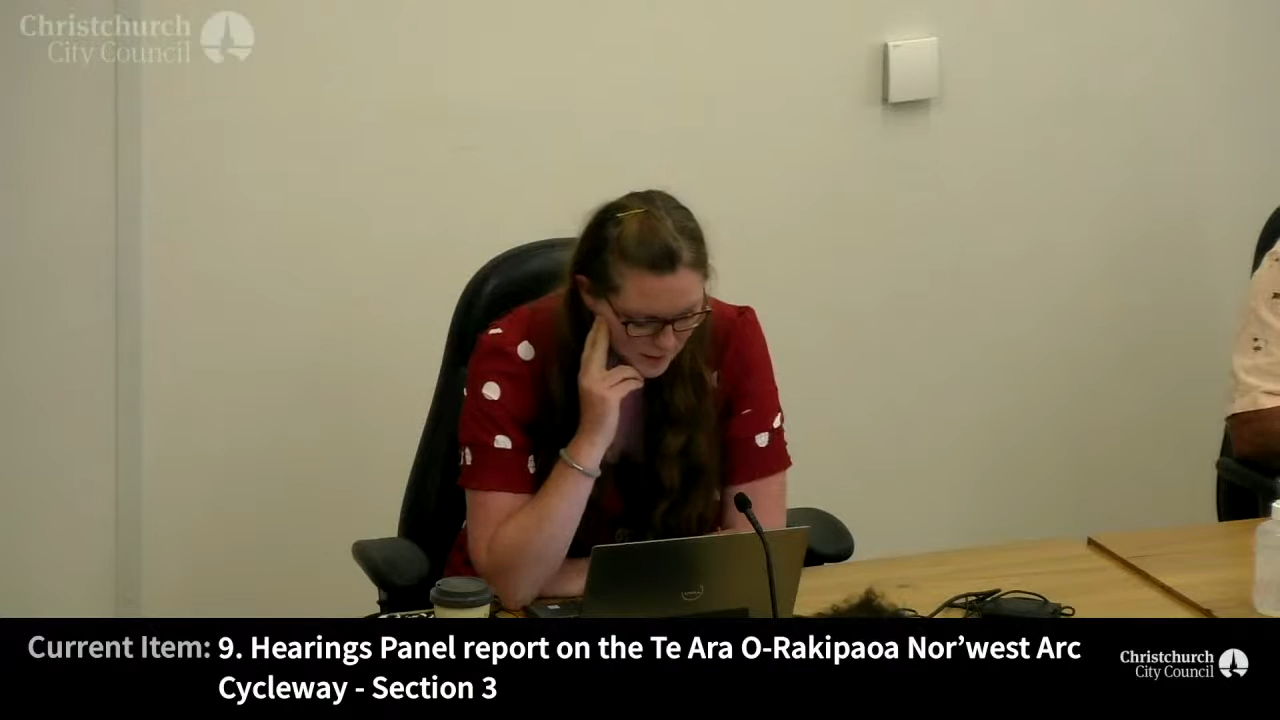 Christchurch
City Council
Current Item: 9. Hearings Panel report on the Te Ara O-Rakipaoa Nor’west Arc
Cycleway - Section 3
Christchurch
City Council
DELL